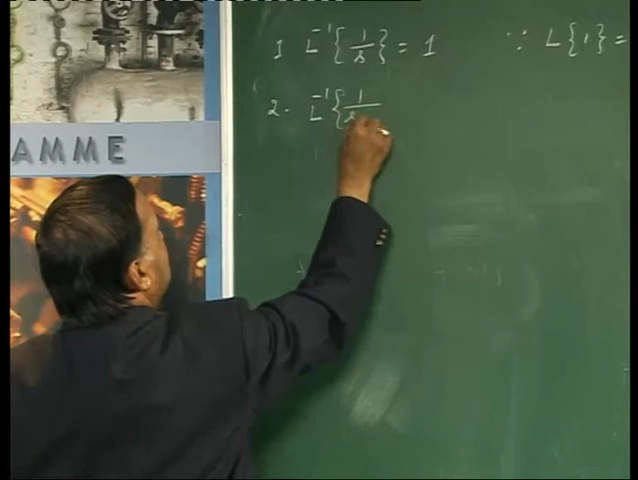 AMME
1 L⁻¹{1/s} = 1 ∵ L{1} =
2. L⁻¹{1/s